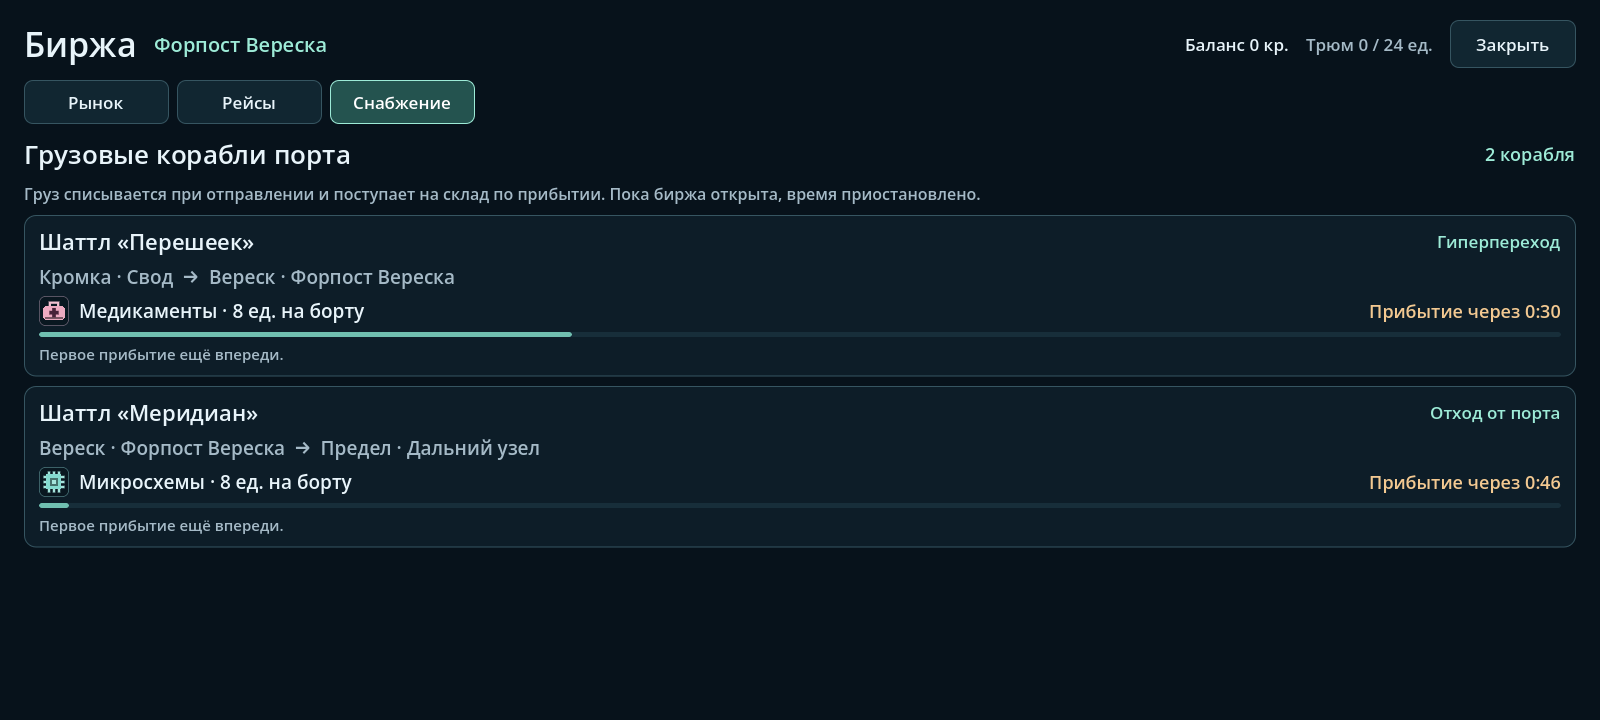 Биржа Форпост Вереска Баланс 0 кр. Трюм 0 / 24 ед. Закрыть
Рынок Рейсы Снабжение
Грузовые корабли порта 2 корабля
Груз списывается при отправлении и поступает на склад по прибытии. Пока биржа открыта, время приостановлено.
Шаттл «Перешеек» Гиперпереход
Кромка · Свод → Вереск · Форпост Вереска
Медикаменты · 8 ед. на борту Прибытие через 0:30
Первое прибытие ещё впереди.
Шаттл «Меридиан» Отход от порта
Вереск · Форпост Вереска → Предел · Дальний узел
Микросхемы · 8 ед. на борту Прибытие через 0:46
Первое прибытие ещё впереди.